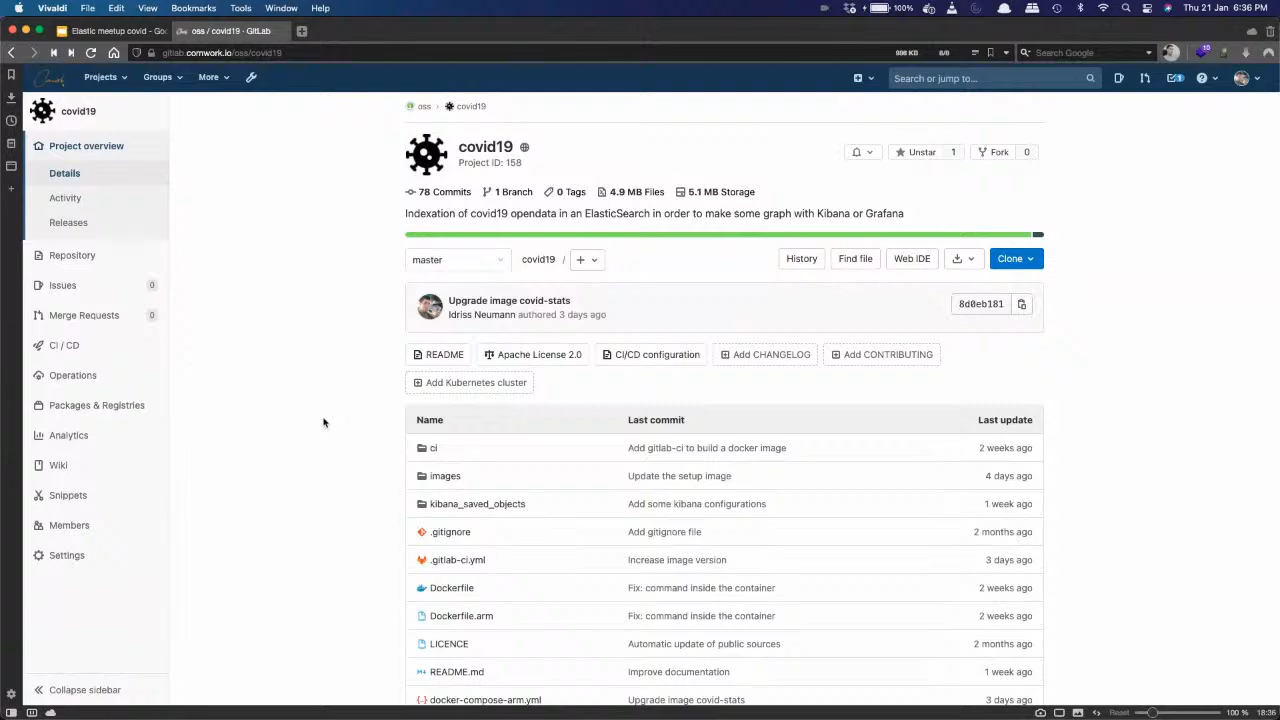 Vivaldi File Edit View Bookmarks Tools Window Help 100% Thu 21 Jan 6:36 PM
Elastic meetup covid - Goo oss / covid19 · GitLab
gitlab.comwork.io/oss/covid19 996 KB 6/6 Search Google 10
Projects Groups More Search or jump to... 1
covid19
oss › covid19
Project overview
Details
Activity
Releases
Repository
Issues 0
Merge Requests 0
CI / CD
Operations
Packages & Registries
Analytics
Wiki
Snippets
Members
Settings
Collapse sidebar
covid19
Project ID: 158
Unstar 1 Fork 0
78 Commits 1 Branch 0 Tags 4.9 MB Files 5.1 MB Storage
Indexation of covid19 opendata in an ElasticSearch in order to make some graph with Kibana or Grafana
master covid19 / + History Find file Web IDE Clone
Upgrade image covid-stats
Idriss Neumann authored 3 days ago
8d0eb181
README Apache License 2.0 CI/CD configuration Add CHANGELOG Add CONTRIBUTING
Add Kubernetes cluster
Name Last commit Last update
ci Add gitlab-ci to build a docker image 2 weeks ago
images Update the setup image 4 days ago
kibana_saved_objects Add some kibana configurations 1 week ago
.gitignore Add gitignore file 2 months ago
.gitlab-ci.yml Increase image version 3 days ago
Dockerfile Fix: command inside the container 2 weeks ago
Dockerfile.arm Fix: command inside the container 2 weeks ago
LICENCE Automatic update of public sources 2 months ago
README.md Improve documentation 1 week ago
docker-compose-arm.yml Upgrade image covid-stats 3 days ago
Reset 100 % 18:36